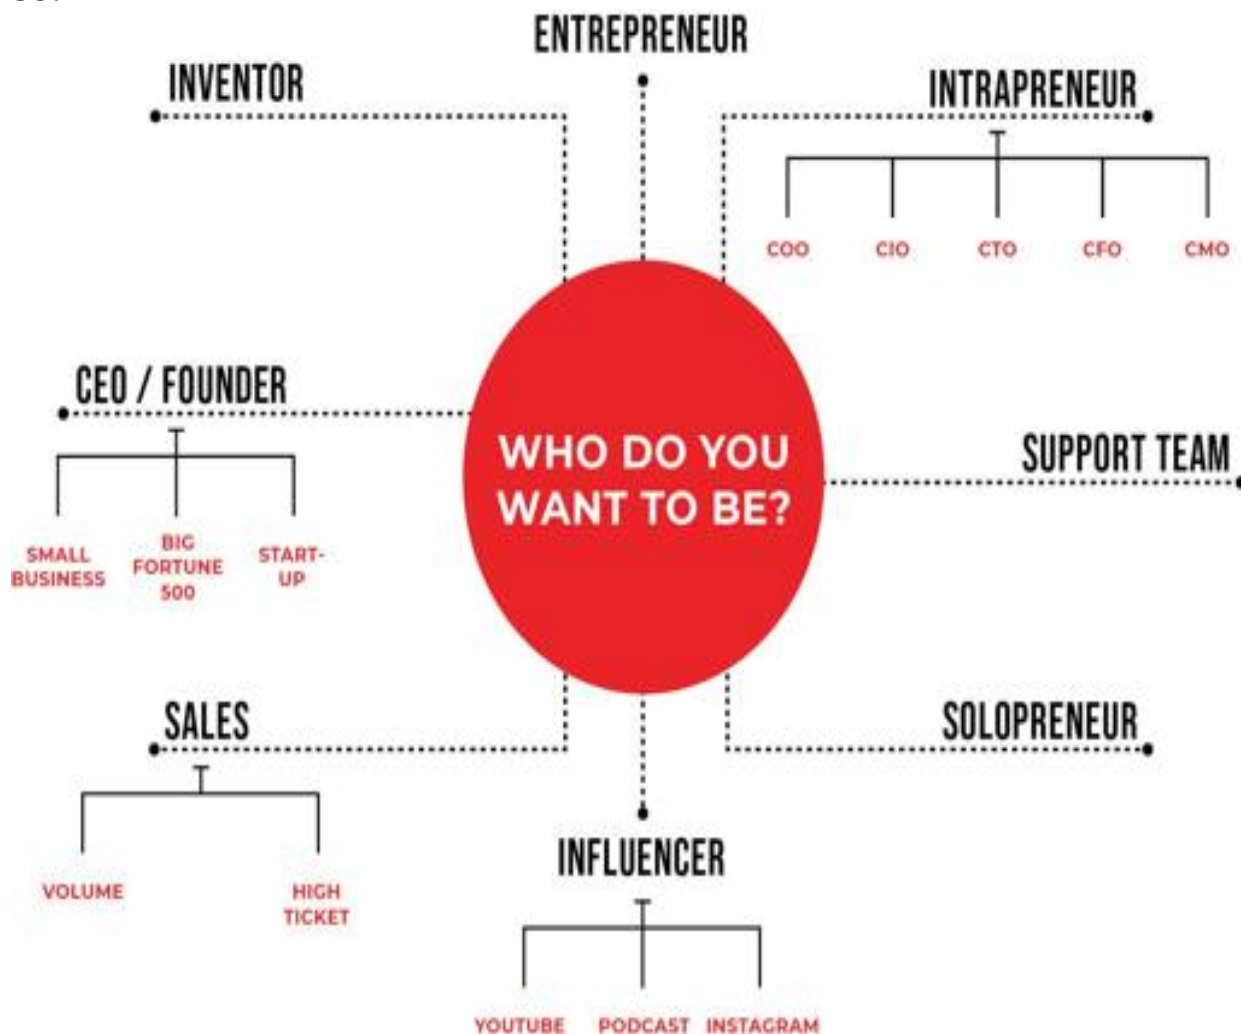 ENTREPRENEUR
INVENTOR
INTRAPRENEUR
COO CIO CTO CFO CMO
CEO / FOUNDER
SMALL
BUSINESS
BIG
FORTUNE
500
START-
UP
WHO DO YOU
WANT TO BE?
SUPPORT TEAM
SALES
VOLUME
HIGH
TICKET
SOLOPRENEUR
INFLUENCER
YOUTUBE PODCAST INSTAGRAM